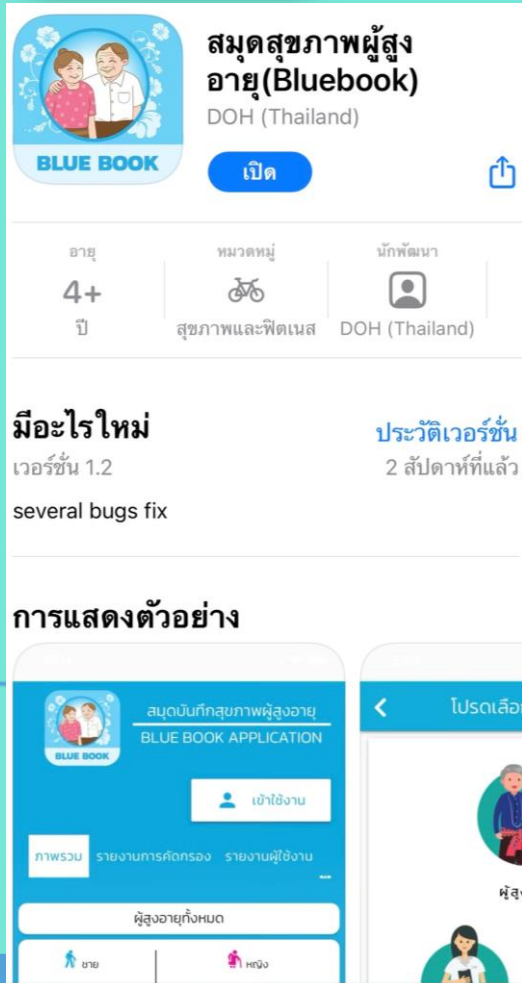 สมุดสุขภาพผู้สูง
อายุ(Bluebook)
DOH (Thailand)
BLUE BOOK
เปิด
อายุ
หมวดหมู่
นักพัฒนา
4+
ปี
สุขภาพและฟิตเนส
DOH (Thailand)
มีอะไรใหม่
ประวัติเวอร์ชั่น
เวอร์ชั่น 1.2
2 สัปดาห์ที่แล้ว
several bugs fix
การแสดงตัวอย่าง
สมุดบันทึกสุขภาพผู้สูงอายุ
BLUE BOOK APPLICATION
BLUE BOOK
เข้าใช้งาน
ภาพรวม รายงานการคัดกรอง รายงานผู้ใช้งาน
ผู้สูงอายุทั้งหมด
ชาย
หญิง